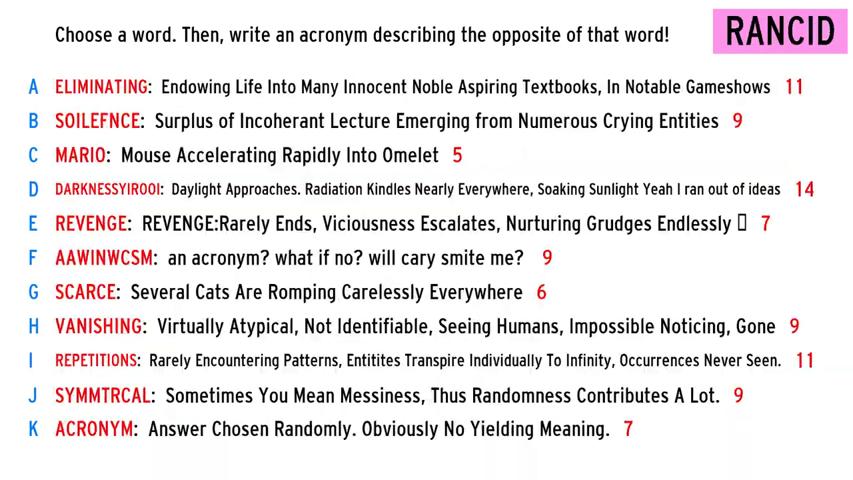 Choose a word. Then, write an acronym describing the opposite of that word!
RANCID
A ELIMINATING: Endowing Life Into Many Innocent Noble Aspiring Textbooks, In Notable Gameshows 11
B SOILEFNCE: Surplus of Incoherant Lecture Emerging from Numerous Crying Entities 9
C MARIO: Mouse Accelerating Rapidly Into Omelet 5
D DARKNESSYIROOI: Daylight Approaches. Radiation Kindles Nearly Everywhere, Soaking Sunlight Yeah I ran out of ideas 14
E REVENGE: REVENGE:Rarely Ends, Viciousness Escalates, Nurturing Grudges Endlessly 7
F AAWINWCSM: an acronym? what if no? will cary smite me? 9
G SCARCE: Several Cats Are Romping Carelessly Everywhere 6
H VANISHING: Virtually Atypical, Not Identifiable, Seeing Humans, Impossible Noticing, Gone 9
I REPETITIONS: Rarely Encountering Patterns, Entitites Transpire Individually To Infinity, Occurrences Never Seen. 11
J SYMMTRCAL: Sometimes You Mean Messiness, Thus Randomness Contributes A Lot. 9
K ACRONYM: Answer Chosen Randomly. Obviously No Yielding Meaning. 7